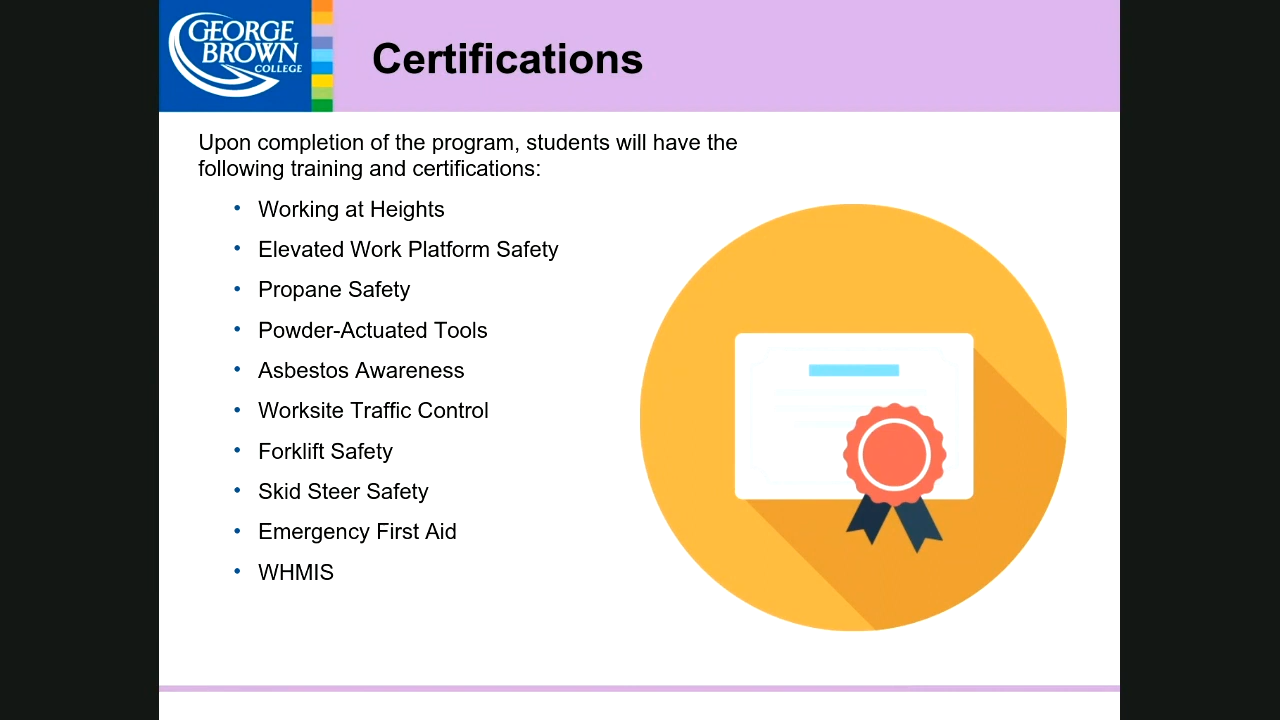 GEORGE
BROWN
COLLEGE
Certifications
Upon completion of the program, students will have the
following training and certifications:
• Working at Heights
• Elevated Work Platform Safety
• Propane Safety
• Powder-Actuated Tools
• Asbestos Awareness
• Worksite Traffic Control
• Forklift Safety
• Skid Steer Safety
• Emergency First Aid
• WHMIS